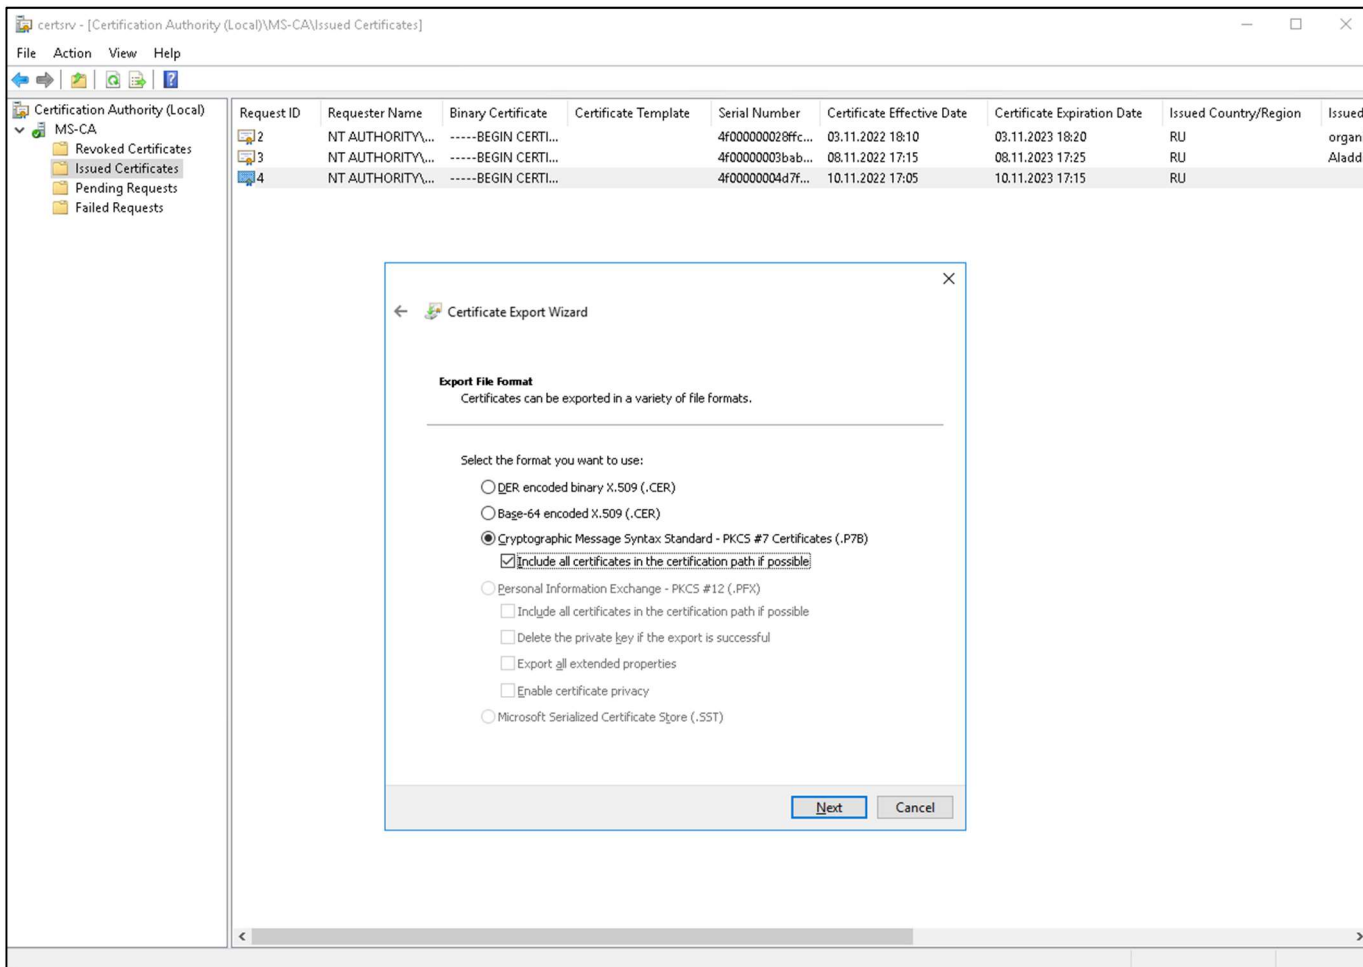 certsrv - [Certification Authority (Local)\MS-CA\Issued Certificates]
File Action View Help
Certification Authority (Local)
MS-CA
Revoked Certificates
Issued Certificates
Pending Requests
Failed Requests
Request ID Requester Name Binary Certificate Certificate Template Serial Number Certificate Effective Date Certificate Expiration Date Issued Country/Region Issued
2 NT AUTHORITY\... -----BEGIN CERTI... 4f000000028ffc... 03.11.2022 18:10 03.11.2023 18:20 RU organ
3 NT AUTHORITY\... -----BEGIN CERTI... 4f00000003bab... 08.11.2022 17:15 08.11.2023 17:25 RU Aladd
4 NT AUTHORITY\... -----BEGIN CERTI... 4f00000004d7f... 10.11.2022 17:05 10.11.2023 17:15 RU
Certificate Export Wizard
Export File Format
Certificates can be exported in a variety of file formats.
Select the format you want to use:
DER encoded binary X.509 (.CER)
Base-64 encoded X.509 (.CER)
Cryptographic Message Syntax Standard - PKCS #7 Certificates (.P7B)
Include all certificates in the certification path if possible
Personal Information Exchange - PKCS #12 (.PFX)
Include all certificates in the certification path if possible
Delete the private key if the export is successful
Export all extended properties
Enable certificate privacy
Microsoft Serialized Certificate Store (.SST)
Next Cancel